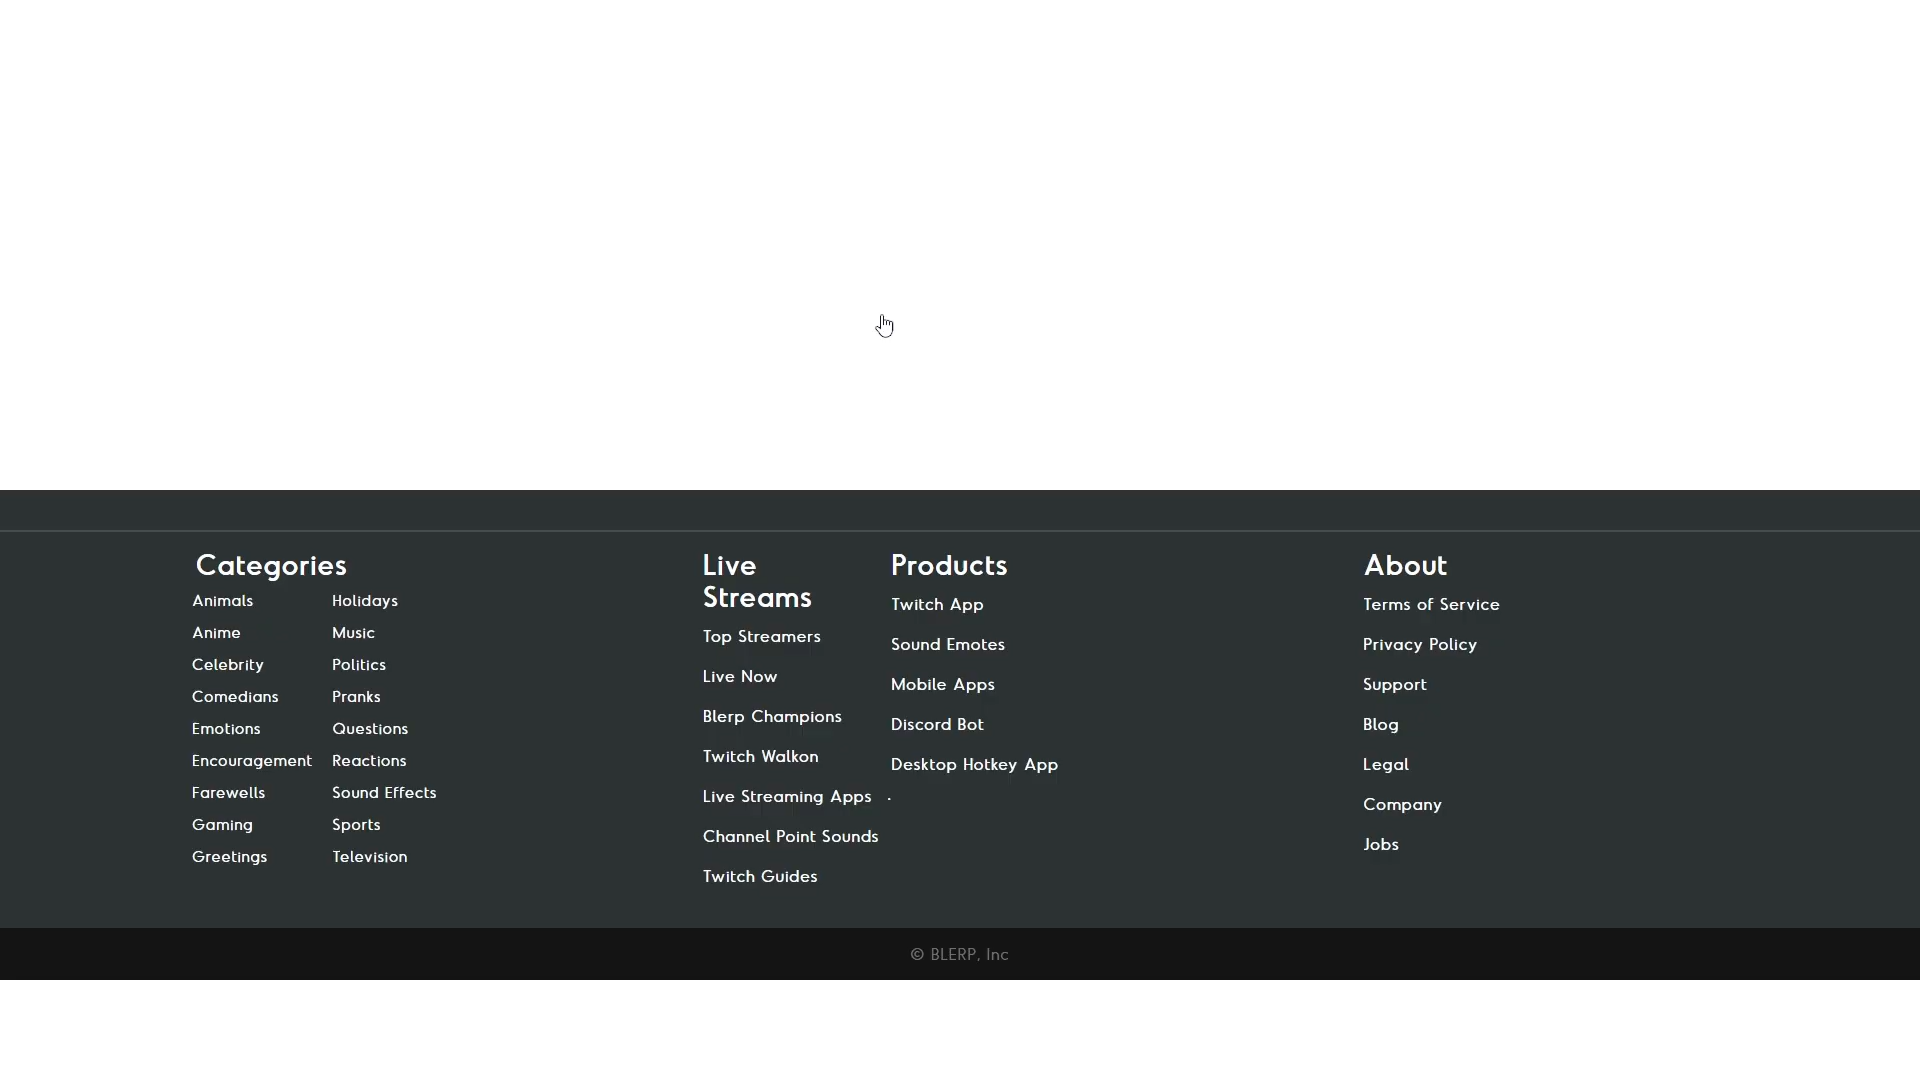 Categories
Animals
Anime
Celebrity
Comedians
Emotions
Encouragement
Farewells
Gaming
Greetings
Holidays
Music
Politics
Pranks
Questions
Reactions
Sound Effects
Sports
Television
Live
Streams
Top Streamers
Live Now
Blerp Champions
Twitch Walkon
Live Streaming Apps
Channel Point Sounds
Twitch Guides
Products
Twitch App
Sound Emotes
Mobile Apps
Discord Bot
Desktop Hotkey App
About
Terms of Service
Privacy Policy
Support
Blog
Legal
Company
Jobs
© BLERP, Inc